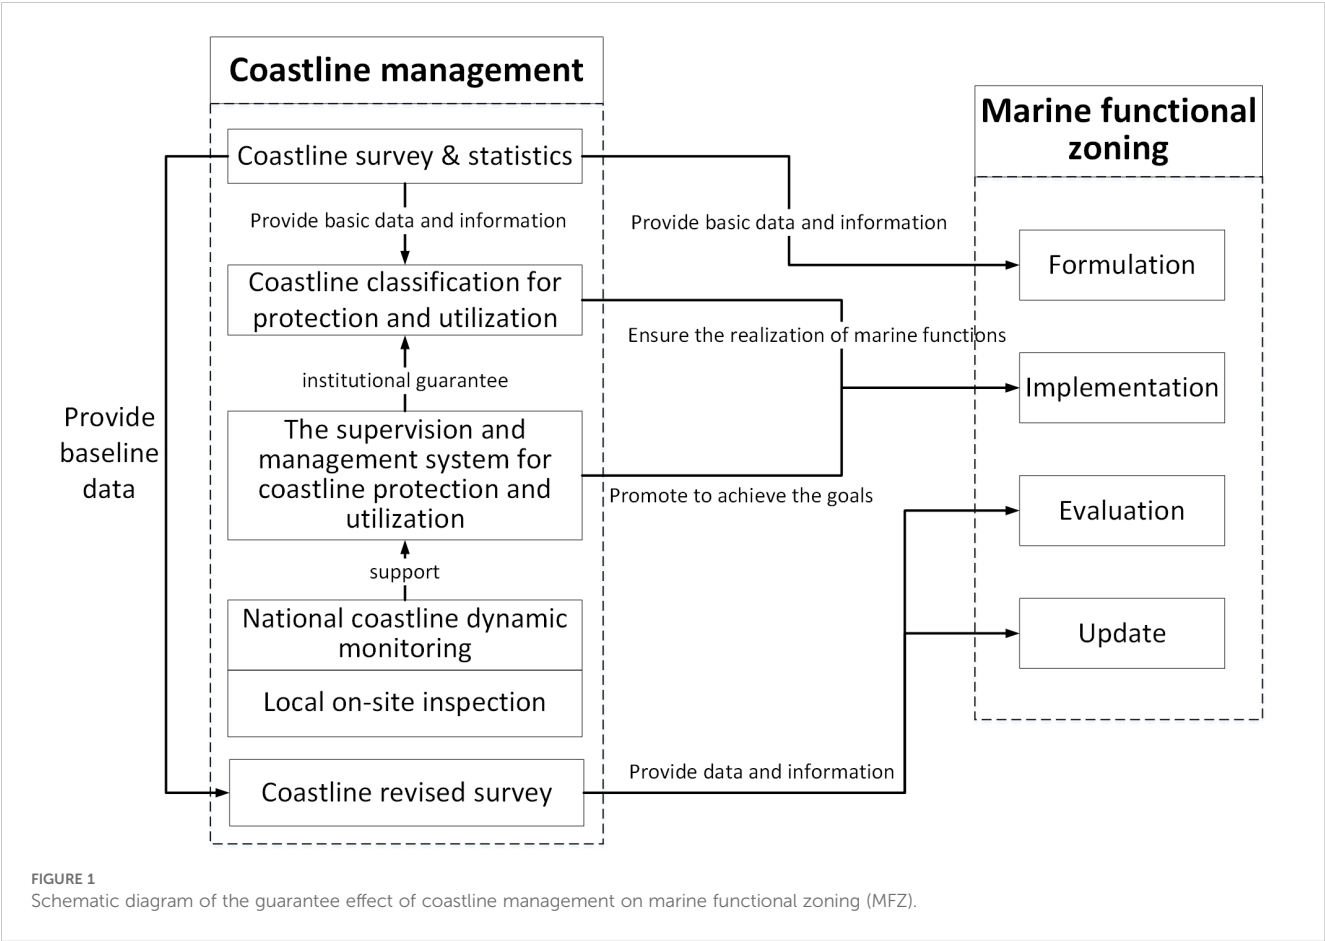 Coastline management
Marine functional
zoning
Coastline survey & statistics
Provide basic data and information
Provide basic data and information
Coastline classification for
protection and utilization
Formulation
Ensure the realization of marine functions
institutional guarantee
Implementation
Provide
baseline
data
The supervision and
management system for
coastline protection and
utilization
Promote to achieve the goals
Evaluation
support
National coastline dynamic
monitoring
Update
Local on-site inspection
Provide data and information
Coastline revised survey
FIGURE 1
Schematic diagram of the guarantee effect of coastline management on marine functional zoning (MFZ).